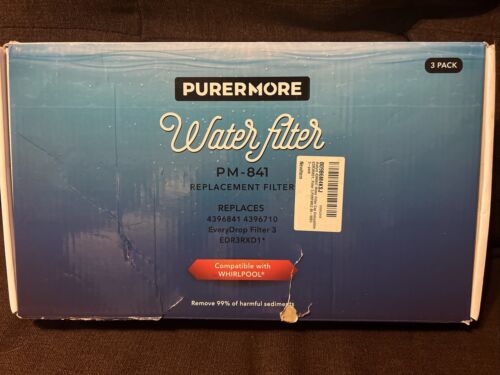 3 PACK
PURERMORE
Water filter
PM-841
REPLACEMENT FILTER
REPLACES
4396841 4396710
EveryDrop Filter 3
EDR3RXD1*
Compatible with
WHIRLPOOL®
Remove 99% of harmful sediments